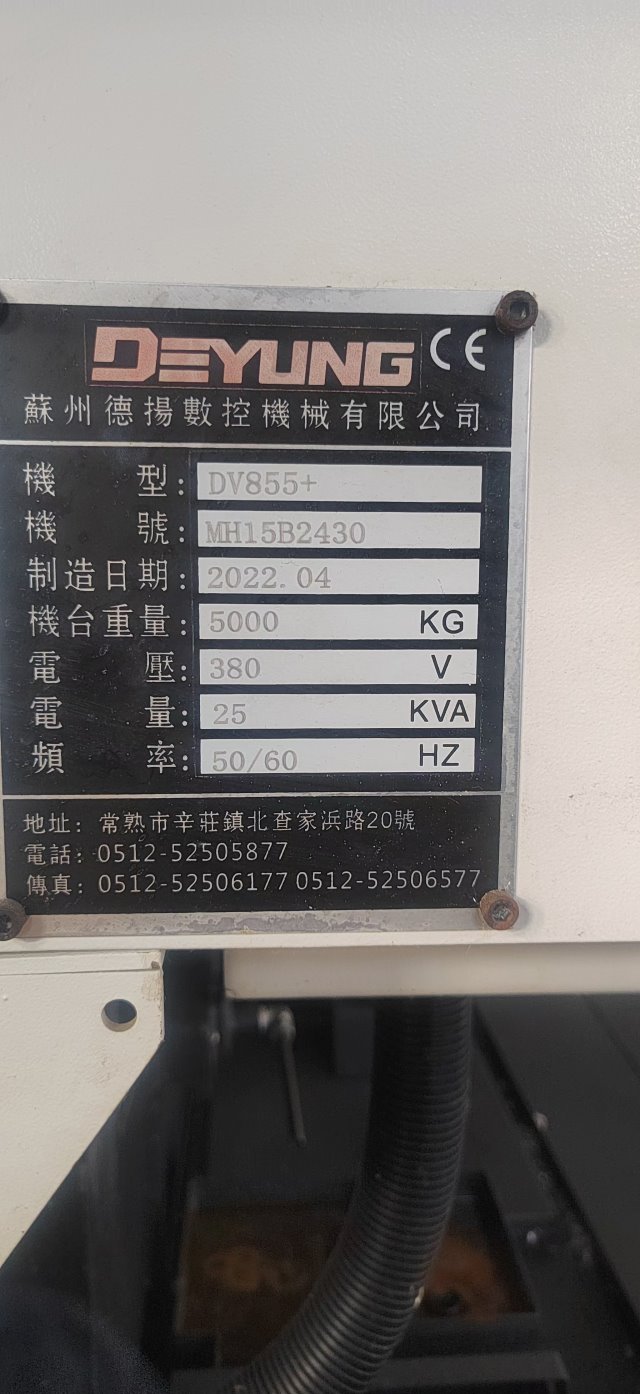 DEYUNG CE
蘇州德揚數控機械有限公司
機型: DV855+
機號: MH15B2430
制造日期: 2022.04
機台重量: 5000 KG
電壓: 380 V
電量: 25 KVA
頻率: 50/60 HZ
地址: 常熟市辛莊鎮北查家浜路20號
電話: 0512-52505877
傳真: 0512-52506177 0512-52506577